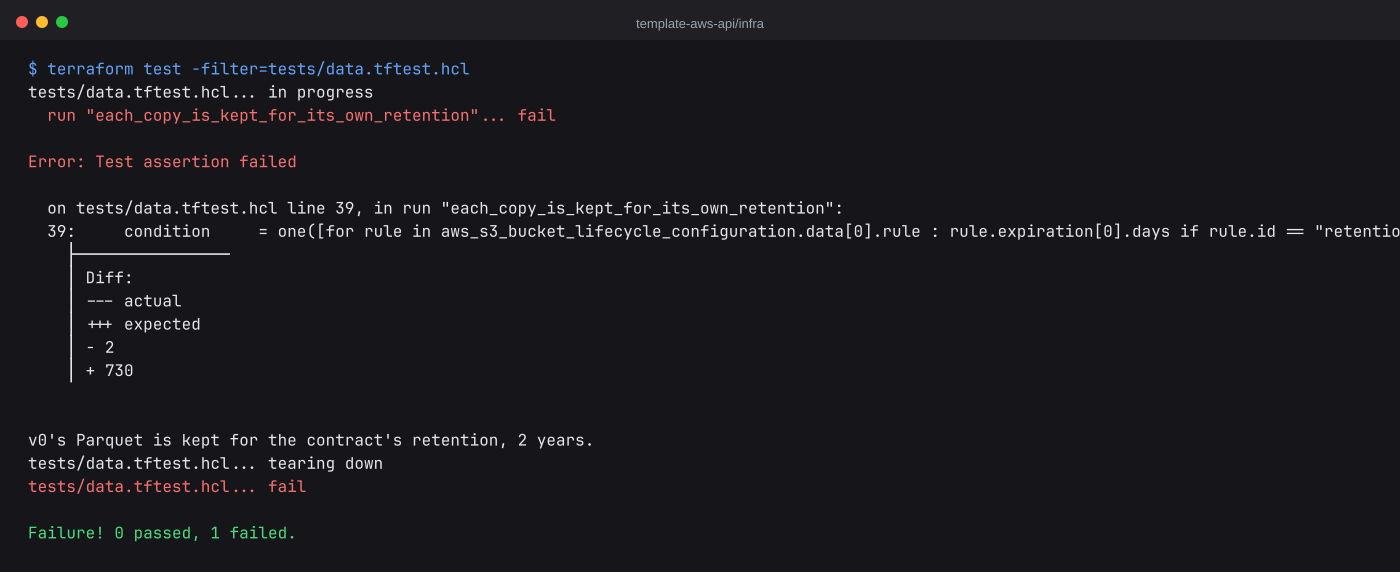 template-aws-api/infra
$ terraform test -filter=tests/data.tftest.hcl
tests/data.tftest.hcl... in progress
  run "each_copy_is_kept_for_its_own_retention"... fail
Error: Test assertion failed
  on tests/data.tftest.hcl line 39, in run "each_copy_is_kept_for_its_own_retention":
  39:     condition     = one([for rule in aws_s3_bucket_lifecycle_configuration.data[0].rule : rule.expiration[0].days if rule.id == "retentio
Diff:
--- actual
+++ expected
- 2
+ 730
v0's Parquet is kept for the contract's retention, 2 years.
tests/data.tftest.hcl... tearing down
tests/data.tftest.hcl... fail
Failure! 0 passed, 1 failed.